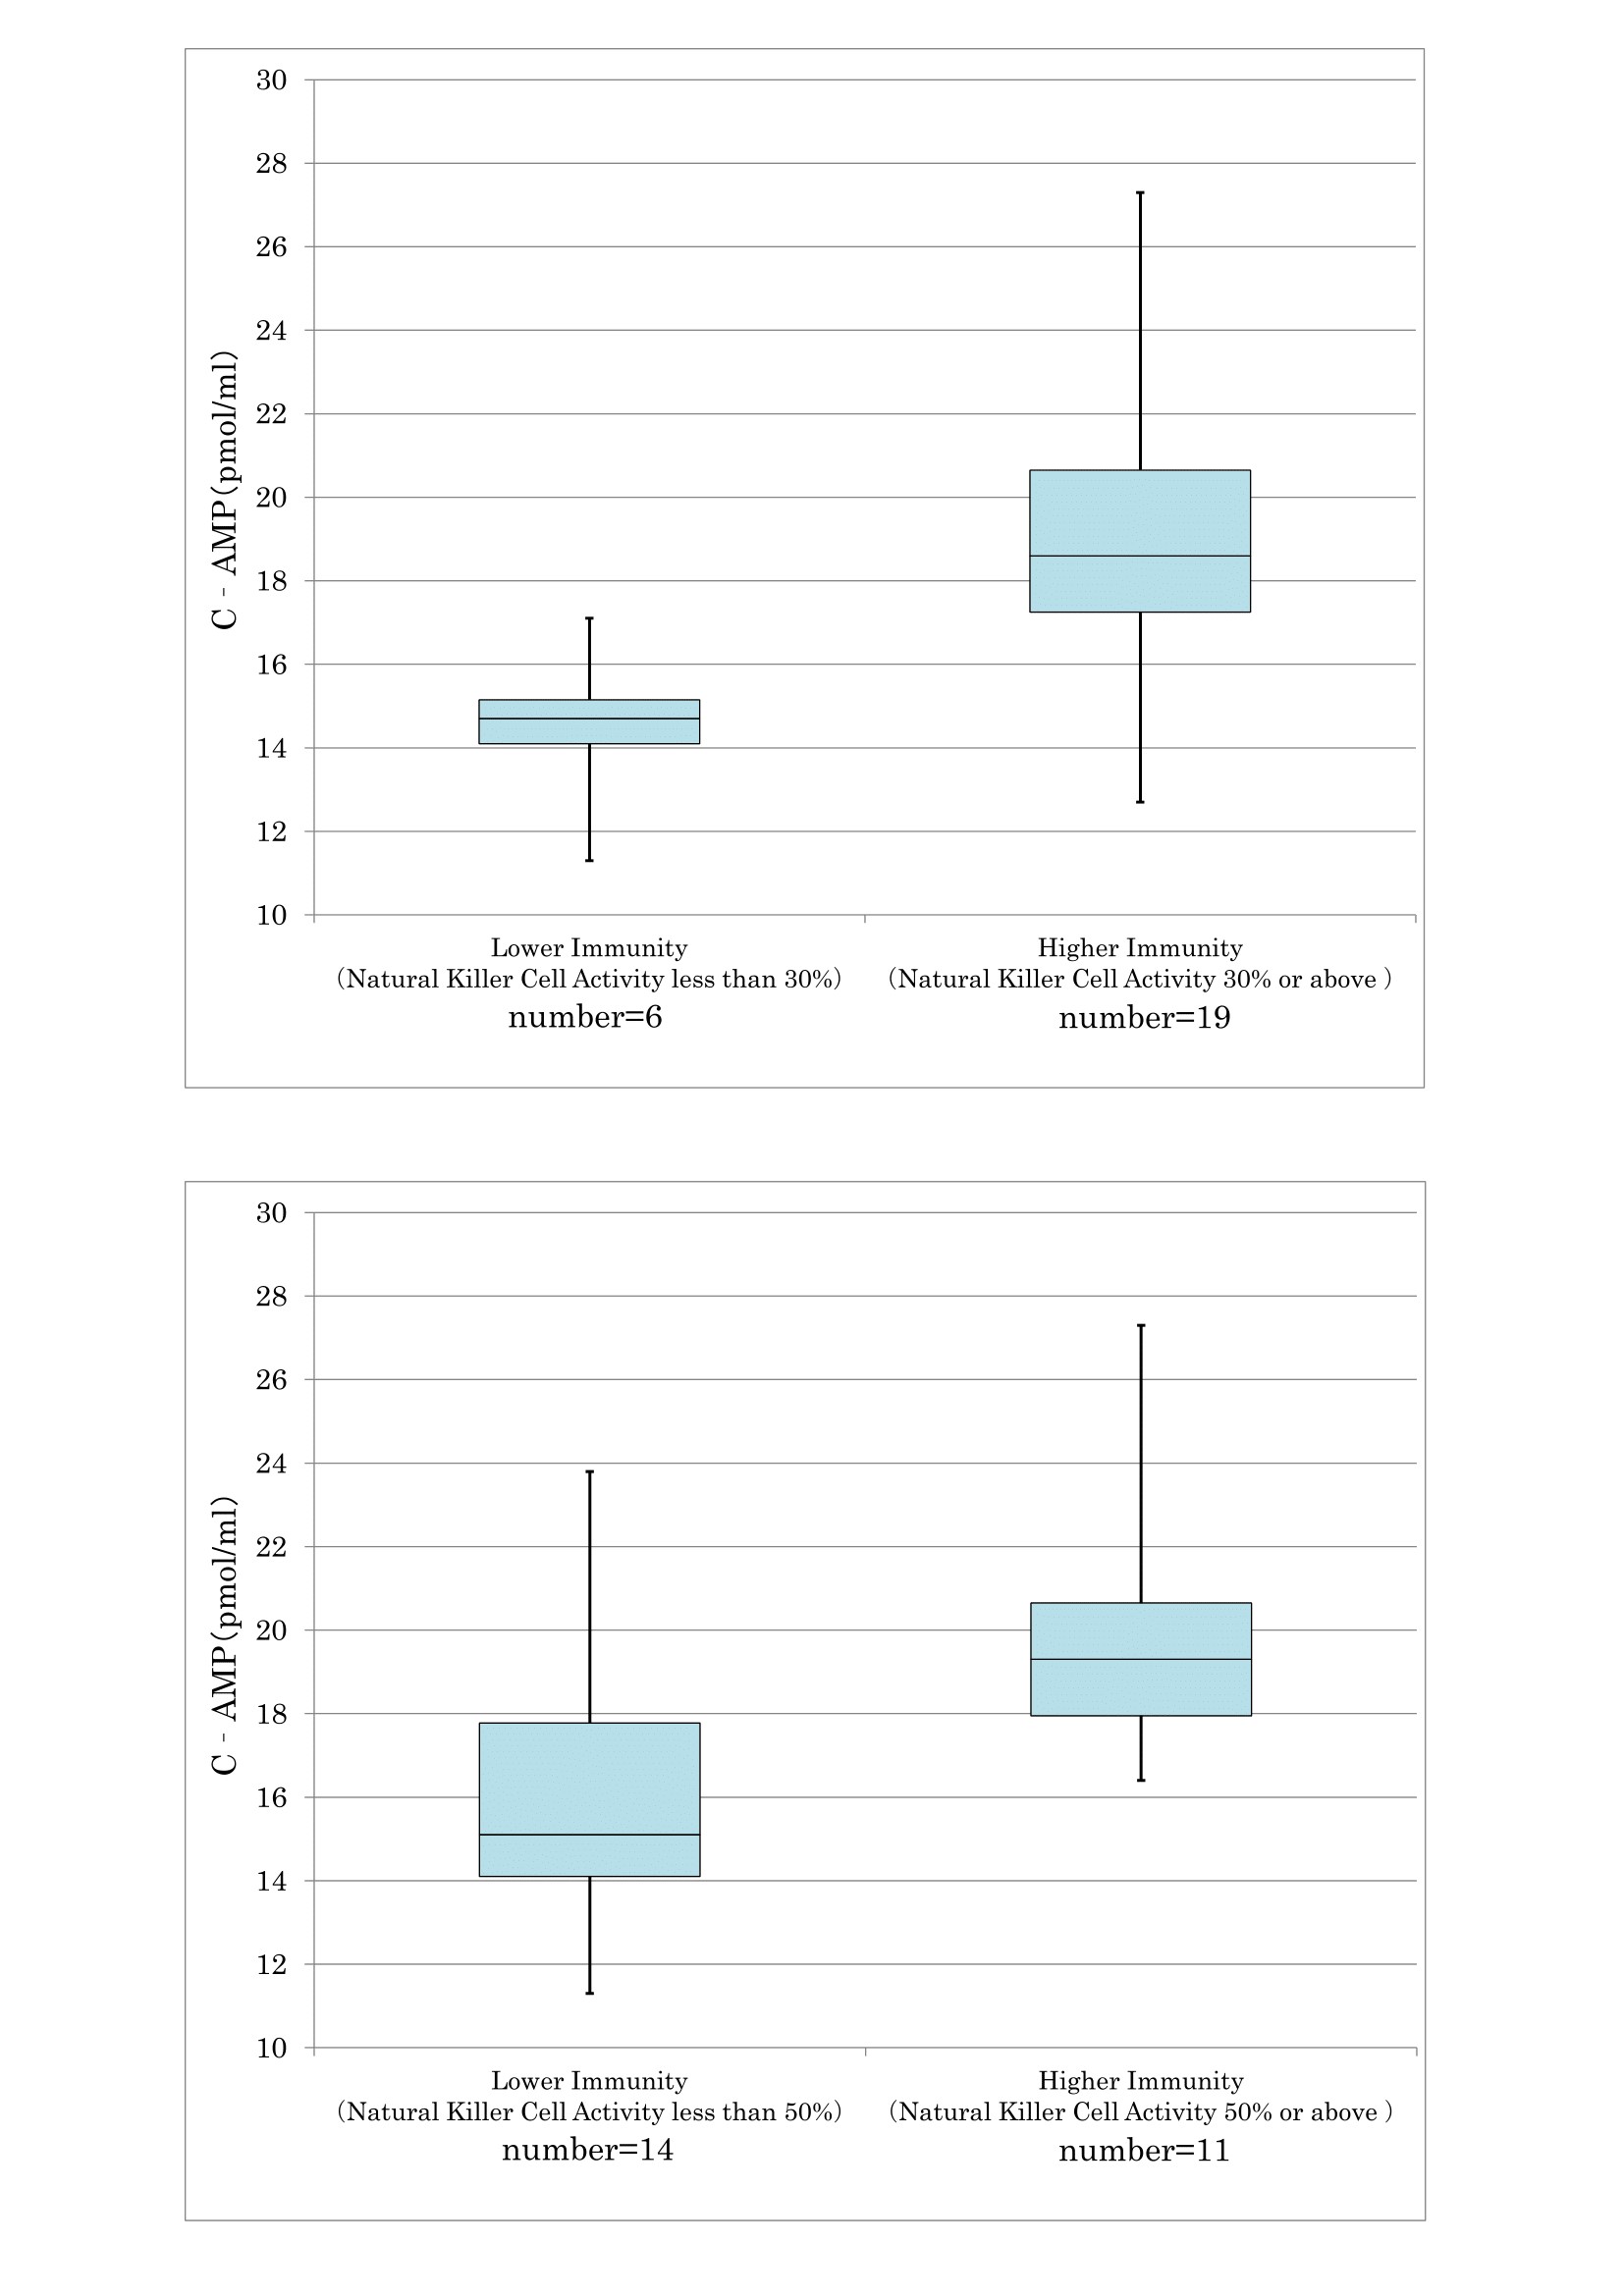 30
28
26
24
22
20
18
16
14
12
10
C - AMP(pmol/ml)
Lower Immunity
(Natural Killer Cell Activity less than 30%)
number=6
Higher Immunity
(Natural Killer Cell Activity 30% or above )
number=19
30
28
26
24
22
20
18
16
14
12
10
C - AMP(pmol/ml)
Lower Immunity
(Natural Killer Cell Activity less than 50%)
number=14
Higher Immunity
(Natural Killer Cell Activity 50% or above )
number=11